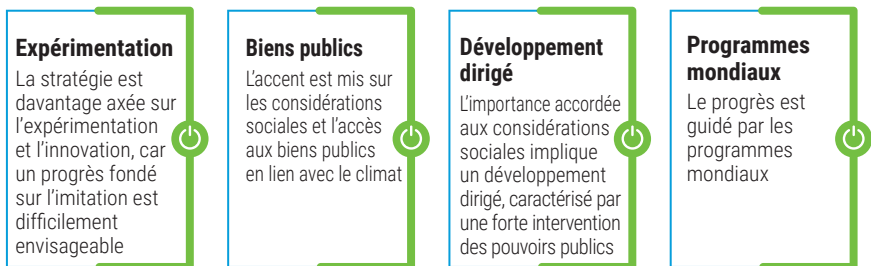 Expérimentation
La stratégie est
davantage axée sur
l'expérimentation
et l'innovation, car
un progrès fondé
sur l'imitation est
difficilement
envisageable
Biens publics
L'accent est mis sur
les considérations
sociales et l'accès
aux biens publics
en lien avec le climat
Développement
dirigé
L'importance accordée
aux considérations
sociales implique
un développement
dirigé, caractérisé par
une forte intervention
des pouvoirs publics
Programmes
mondiaux
Le progrès est
guidé par les
programmes
mondiaux